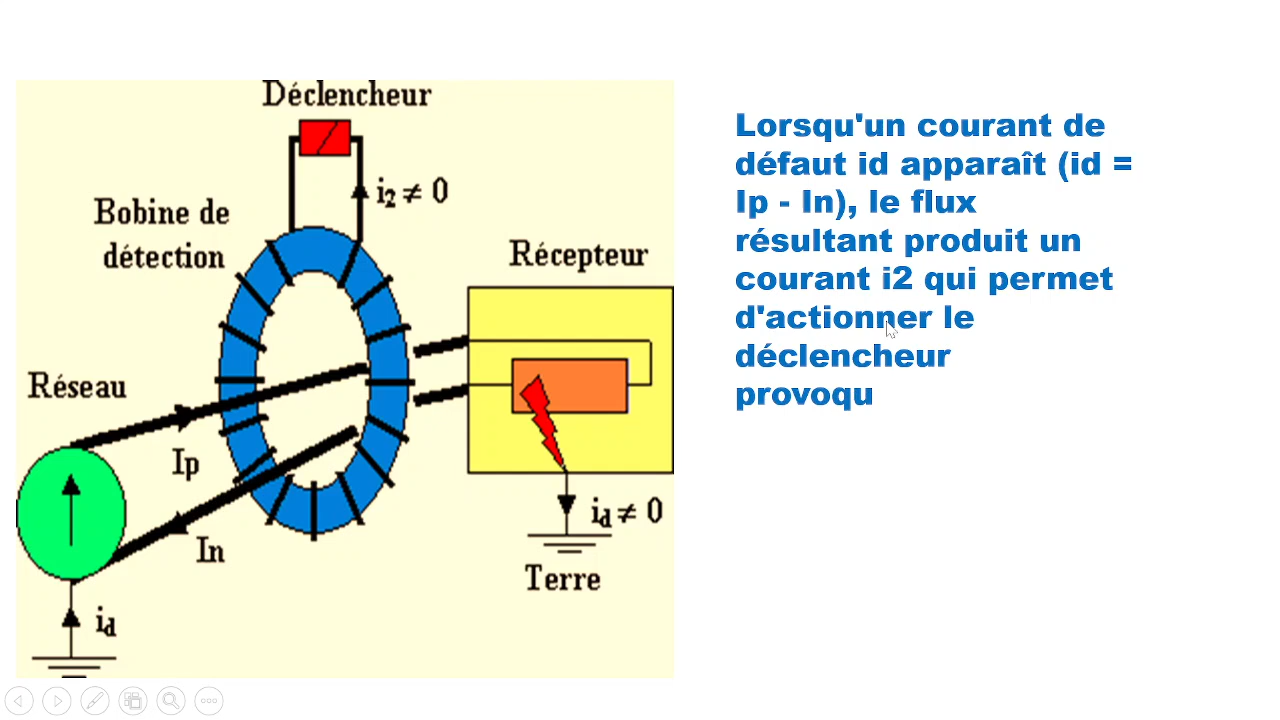 Déclencheur
i2 ≠ 0
Bobine de
détection
Récepteur
Réseau
Ip
In
id ≠ 0
Terre
id
Lorsqu'un courant de
défaut id apparaît (id =
Ip - In), le flux
résultant produit un
courant i2 qui permet
d'actionner le
déclencheur
provoqu